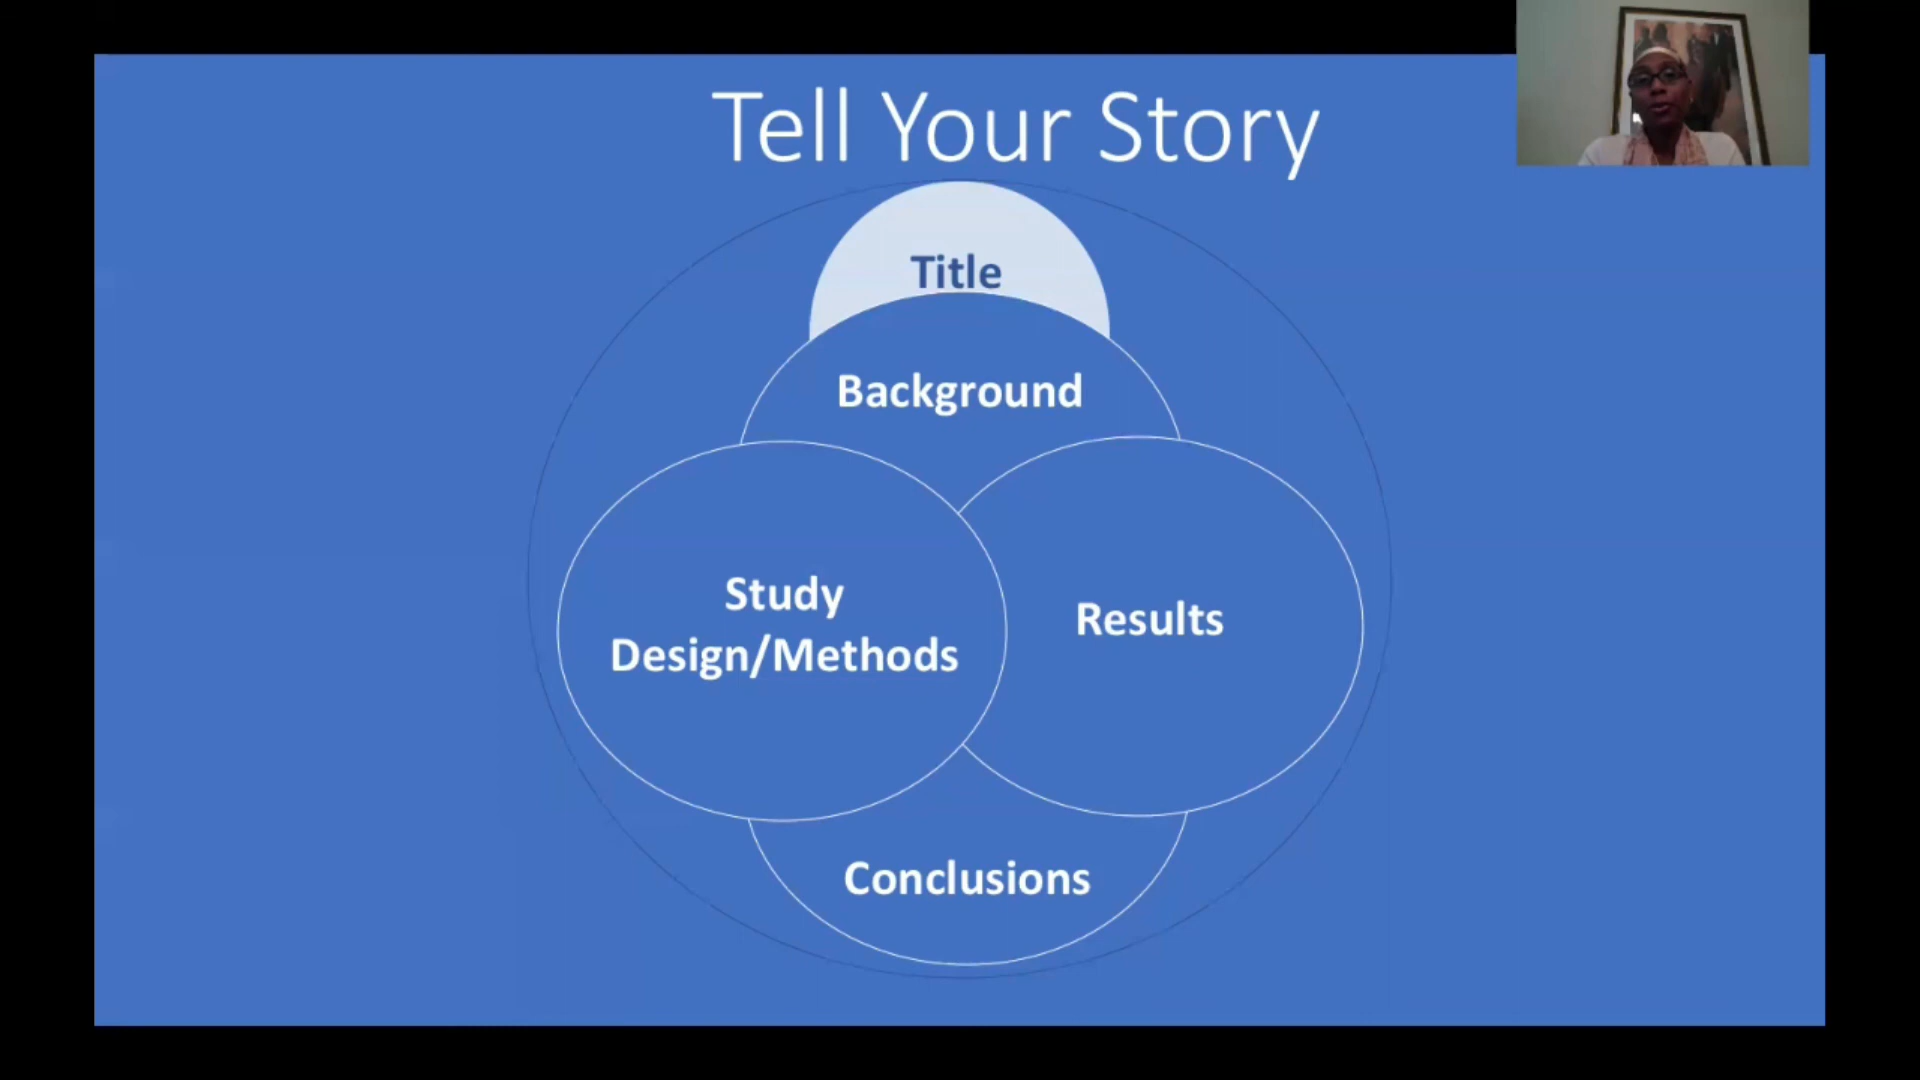 Tell Your Story
Title
Background
Study
Design/Methods
Results
Conclusions